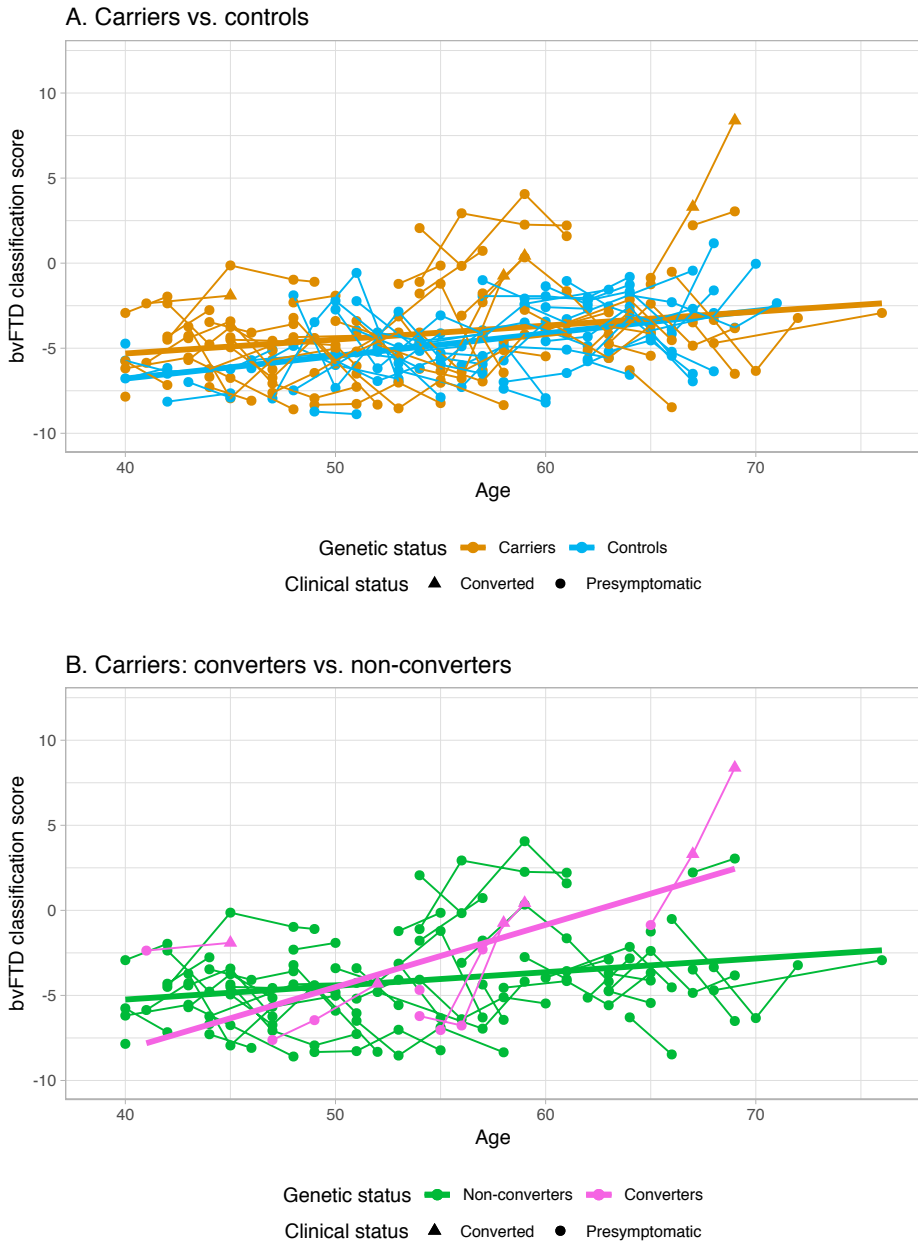 A. Carriers vs. controls
10
5
0
-5
-10
bvFTD classification score
40 50 60 70
Age
Genetic status Carriers Controls
Clinical status Converted Presymptomatic
B. Carriers: converters vs. non-converters
10
5
0
-5
-10
bvFTD classification score
40 50 60 70
Age
Genetic status Non-converters Converters
Clinical status Converted Presymptomatic